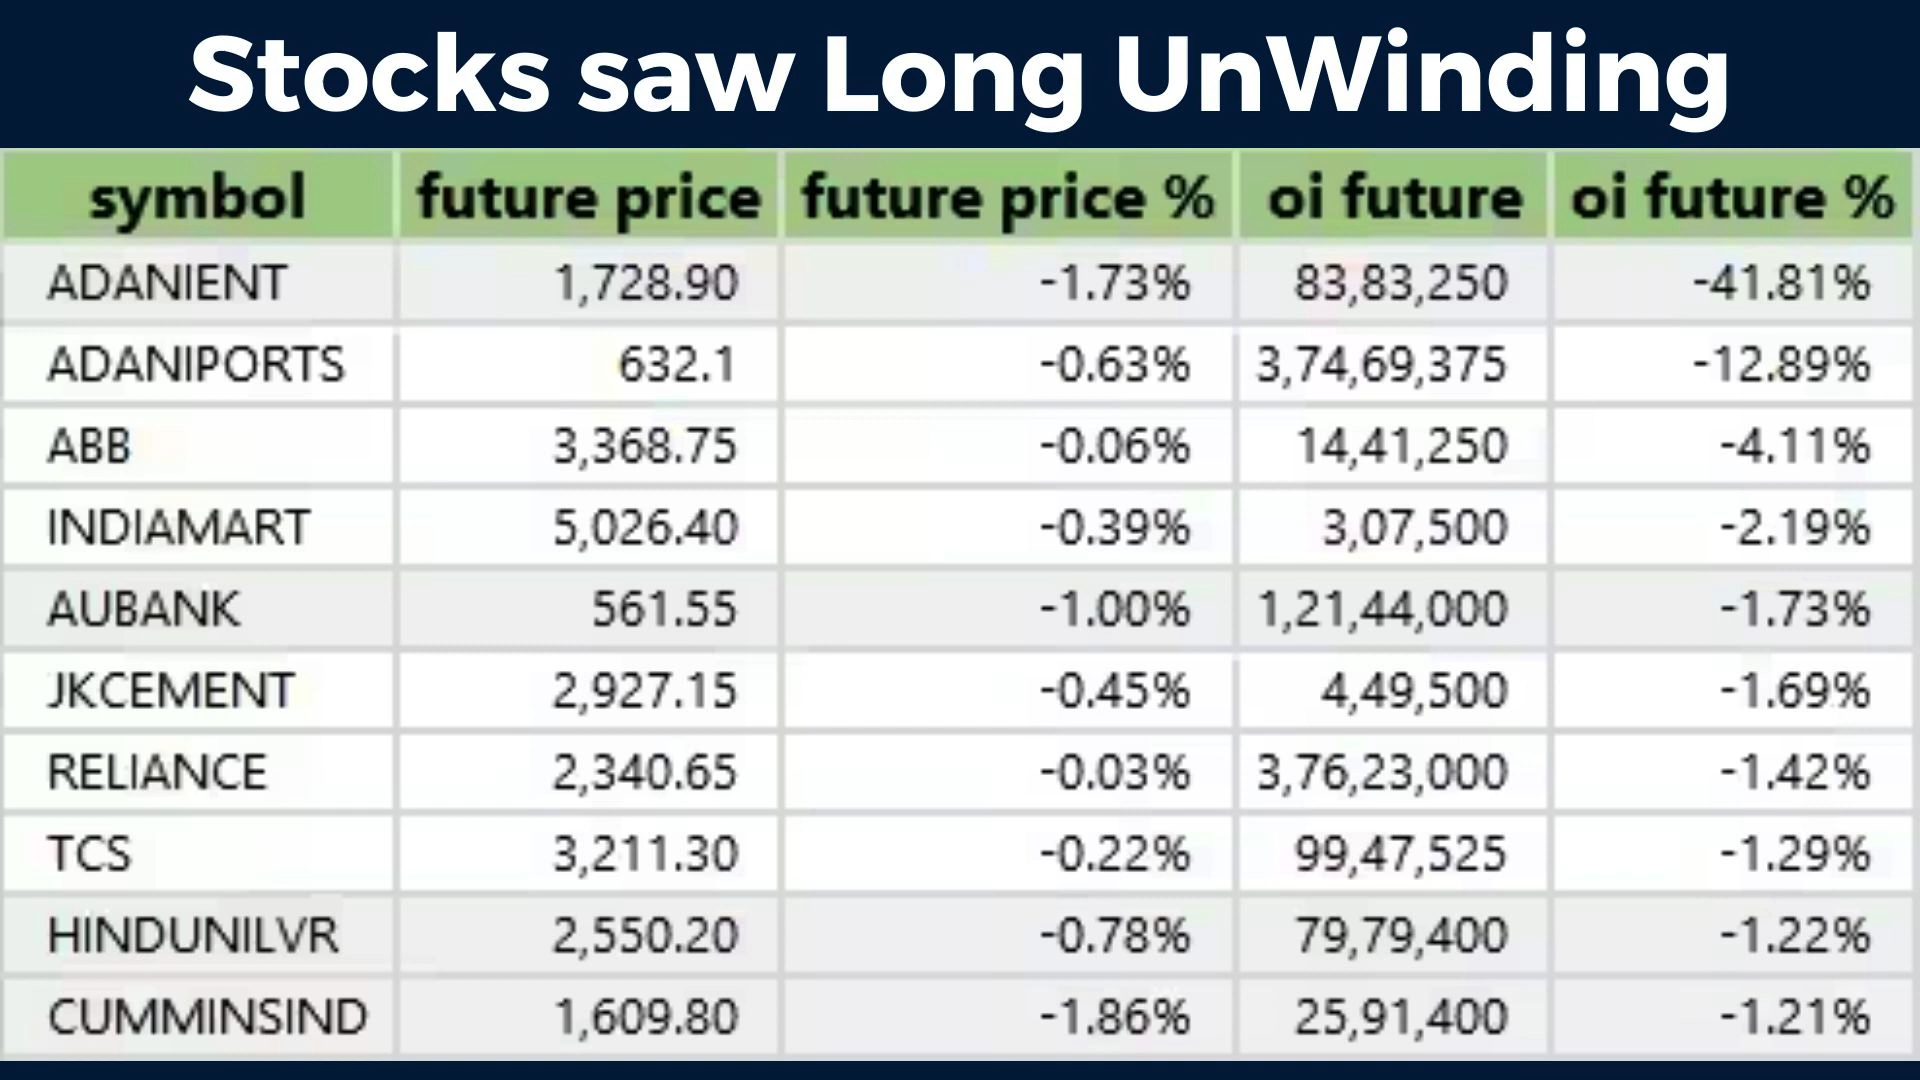 Stocks saw Long UnWinding
symbol future price future price % oi future oi future %
ADANIENT 1,728.90 -1.73% 83,83,250 -41.81%
ADANIPORTS 632.1 -0.63% 3,74,69,375 -12.89%
ABB 3,368.75 -0.06% 14,41,250 -4.11%
INDIAMART 5,026.40 -0.39% 3,07,500 -2.19%
AUBANK 561.55 -1.00% 1,21,44,000 -1.73%
JKCEMENT 2,927.15 -0.45% 4,49,500 -1.69%
RELIANCE 2,340.65 -0.03% 3,76,23,000 -1.42%
TCS 3,211.30 -0.22% 99,47,525 -1.29%
HINDUNILVR 2,550.20 -0.78% 79,79,400 -1.22%
CUMMINSIND 1,609.80 -1.86% 25,91,400 -1.21%